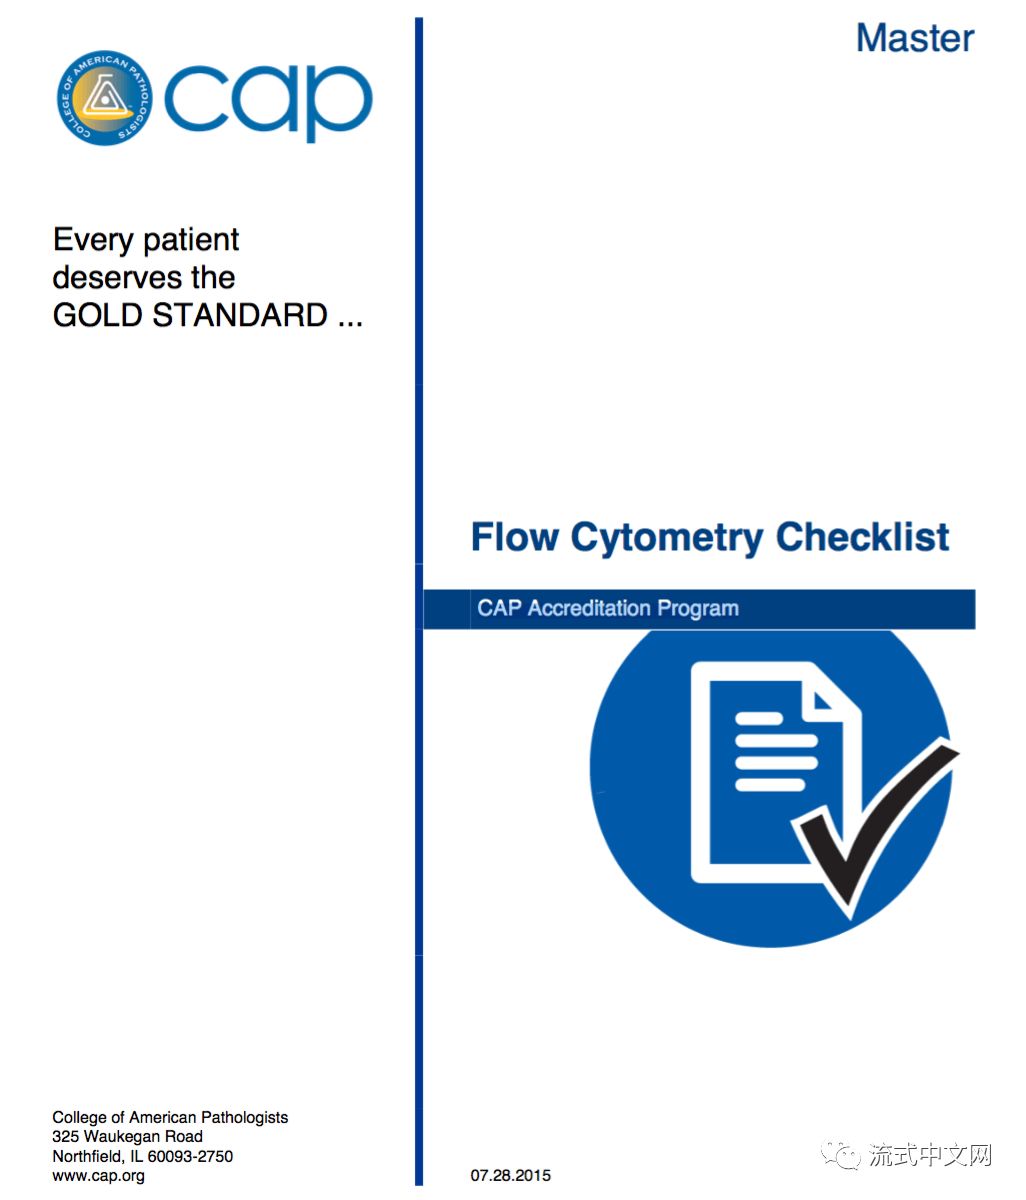 Master
COLLEGE OF AMERICAN PATHOLOGISTS
cap
Every patient
deserves the
GOLD STANDARD ...
Flow Cytometry Checklist
CAP Accreditation Program
College of American Pathologists
325 Waukegan Road
Northfield, IL 60093-2750
www.cap.org
07.28.2015
流式中文网